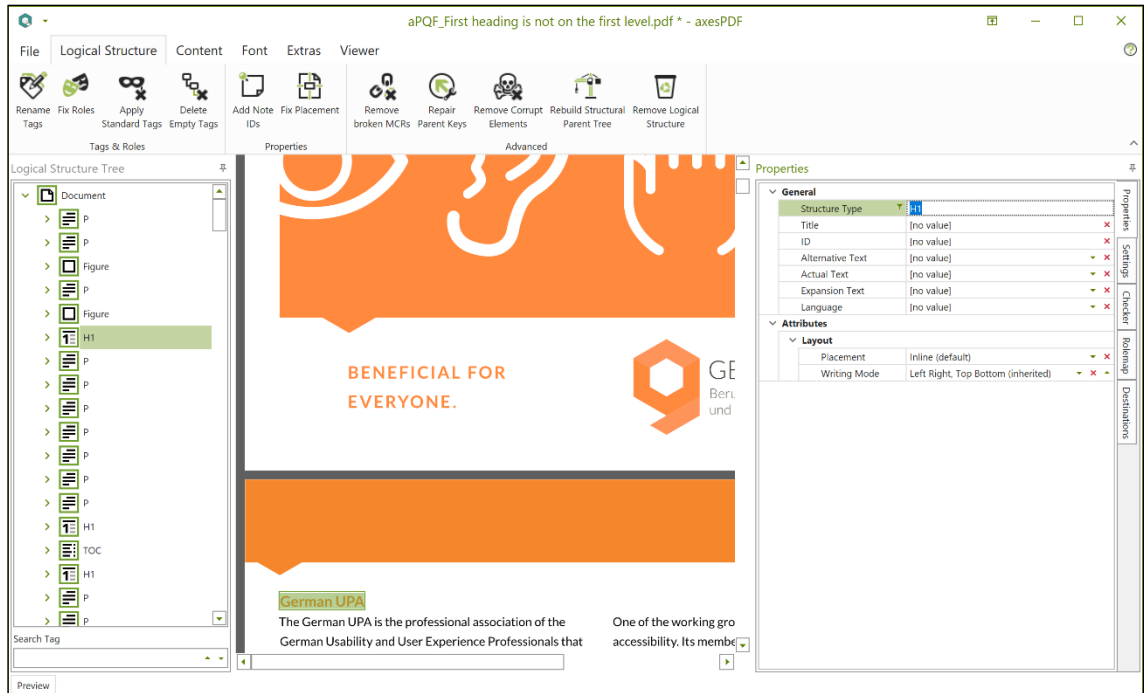 aPQF_First heading is not on the first level.pdf * - axesPDF
File Logical Structure Content Font Extras Viewer
Rename Tags
Fix Roles
Apply Standard Tags
Delete Empty Tags
Tags & Roles
Add Note IDs
Fix Placement
Properties
Remove broken MCRs
Repair Parent Keys
Remove Corrupt Elements
Rebuild Structural Parent Tree
Remove Logical Structure
Advanced
Logical Structure Tree
Document
P
P
Figure
P
Figure
H1
P
P
P
P
P
P
P
H1
TOC
H1
P
P
Search Tag
Preview
BENEFICIAL FOR
EVERYONE.
GE
Beru
und
German UPA
The German UPA is the professional association of the
German Usability and User Experience Professionals that
One of the working gro
accessibility. Its membe
Properties
General
Structure Type H1
Title [no value]
ID [no value]
Alternative Text [no value]
Actual Text [no value]
Expansion Text [no value]
Language [no value]
Attributes
Layout
Placement Inline (default)
Writing Mode Left Right, Top Bottom (inherited)
Properties
Settings
Checker
Rolemap
Destinations